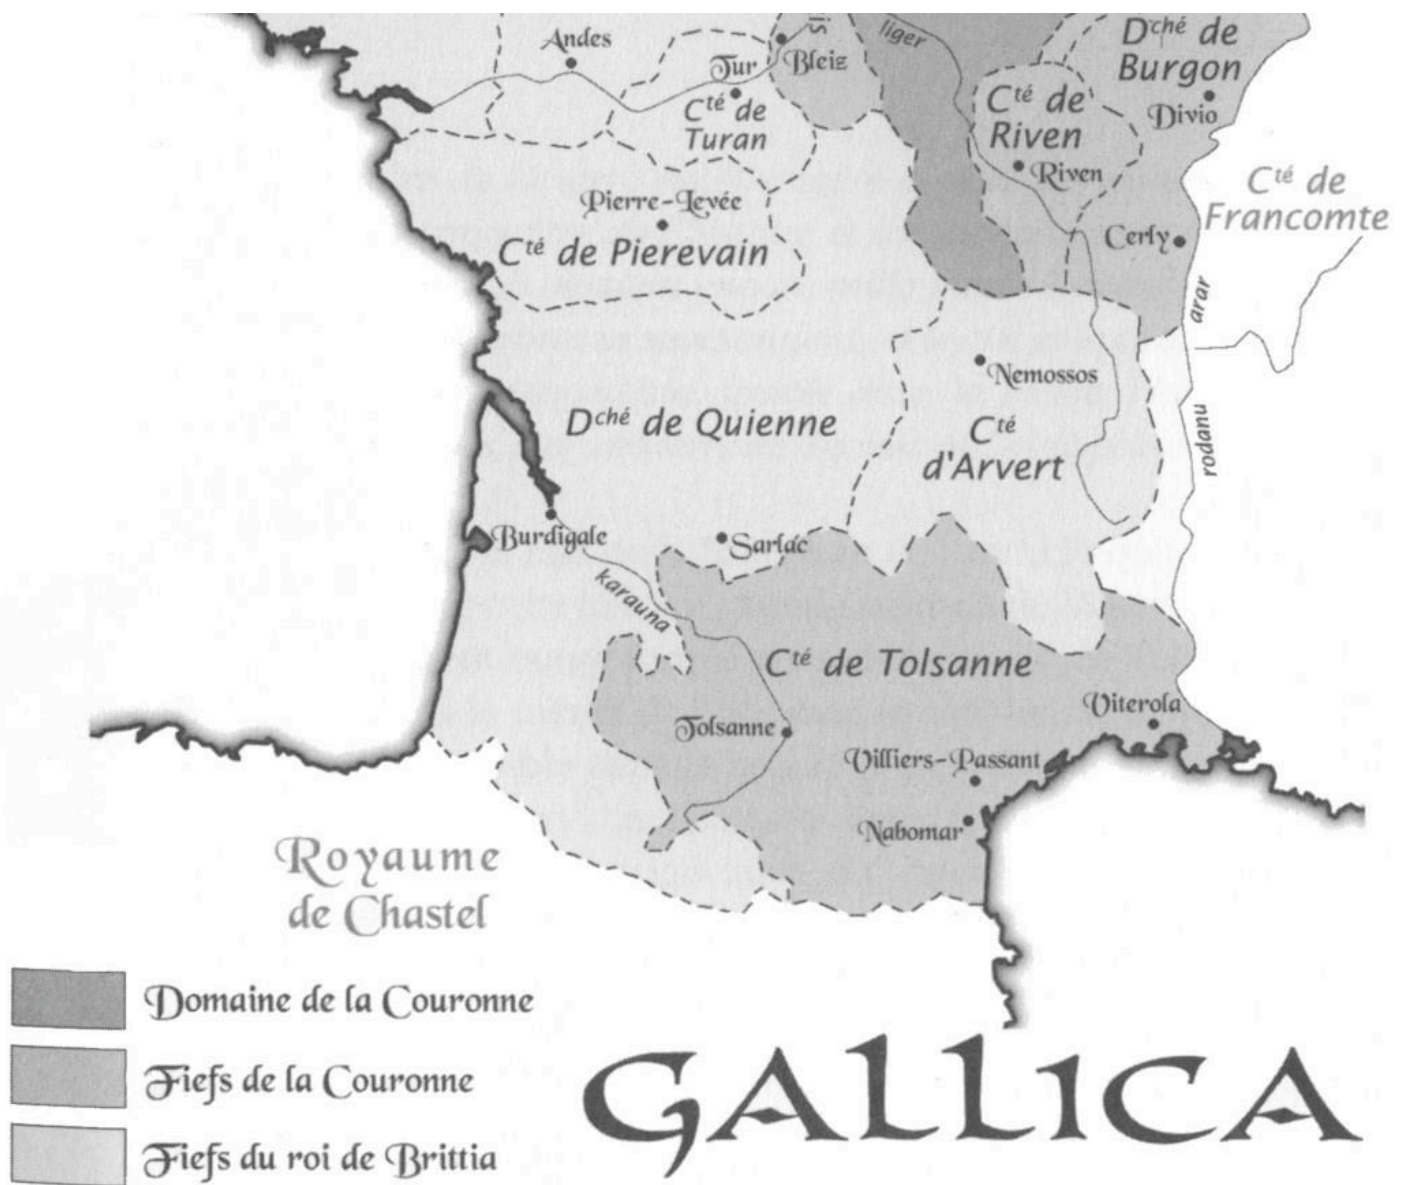 Andes
Tur
Bleiz
is
liger
Dché de
Burgon
Divio
Cté de
Turan
Cté de
Riven
Riven
Cté de
Francomte
Pierre-Levée
Cté de Pierevain
Cerly
arar
Nemossos
Dché de Quienne
Cté
d'Arvert
rodanu
Burdigale
Sarlac
karauna
Cté de Tolsanne
Viterola
Tolsanne
Villiers-Passant
Nabomar
Royaume
de Chastel
Domaine de la Couronne
Fiefs de la Couronne
Fiefs du roi de Brittia
GALLICA